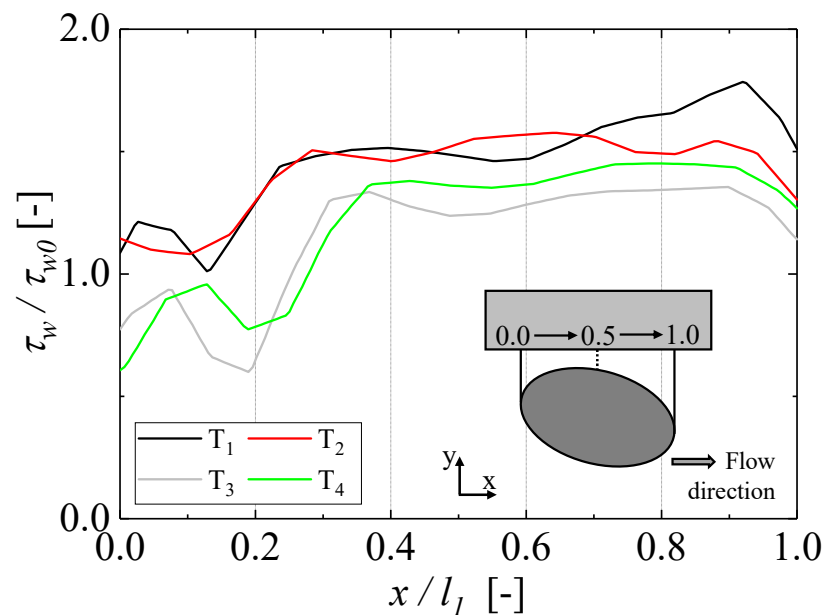 2.0
1.0
0.0
τw / τw0 [-]
0.0 → 0.5 → 1.0
T1 T2
T3 T4
y
x
Flow
direction
0.0 0.2 0.4 0.6 0.8 1.0
x / l1 [-]